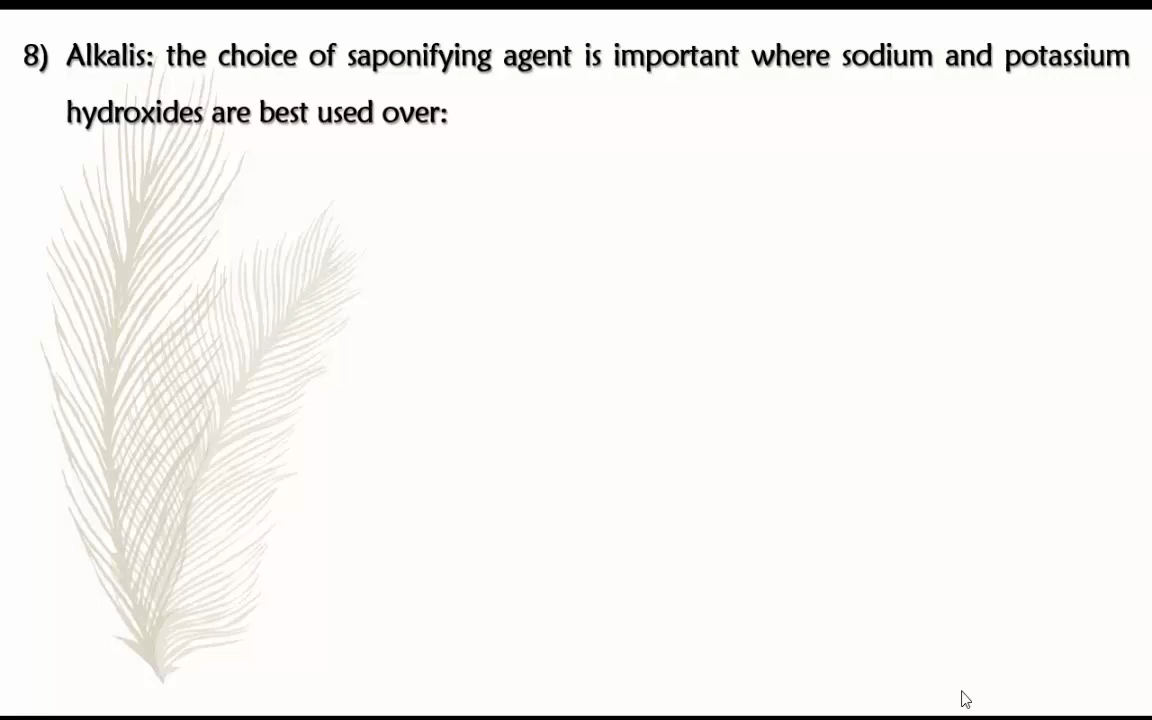 8) Alkalis: the choice of saponifying agent is important where sodium and potassium
hydroxides are best used over: